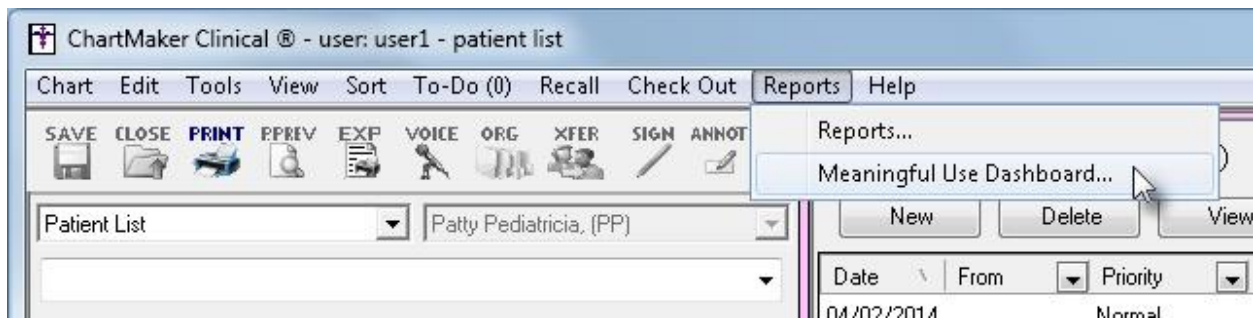 ChartMaker Clinical ® - user: user1 - patient list
Chart Edit Tools View Sort To-Do (0) Recall Check Out Reports Help
SAVE CLOSE PRINT P.PREV EXP VOICE ORG XFER SIGN ANNOT
Reports...
Meaningful Use Dashboard...
Patient List Patty Pediatricia, (PP)
New Delete View
Date From Priority
04/02/2014 Normal